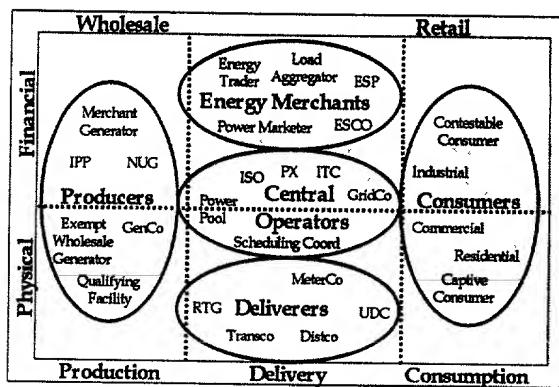 Wholesale
Retail
Financial
Physical
Merchant
Generator
IPP NUG
Producers
Exempt GenCo
Wholesale
Generator
Qualifying
Facility
Energy
Trader
Load
Aggregator
ESP
Energy Merchants
Power Marketer ESCO
ISO PX ITC
Central GridCo
Power
Pool
Operators
Scheduling Coord
MeterCo
RTG Deliverers UDC
Transco Distco
Contestable
Consumer
Industrial
Consumers
Commercial
Residential
Captive
Consumer
Production
Delivery
Consumption